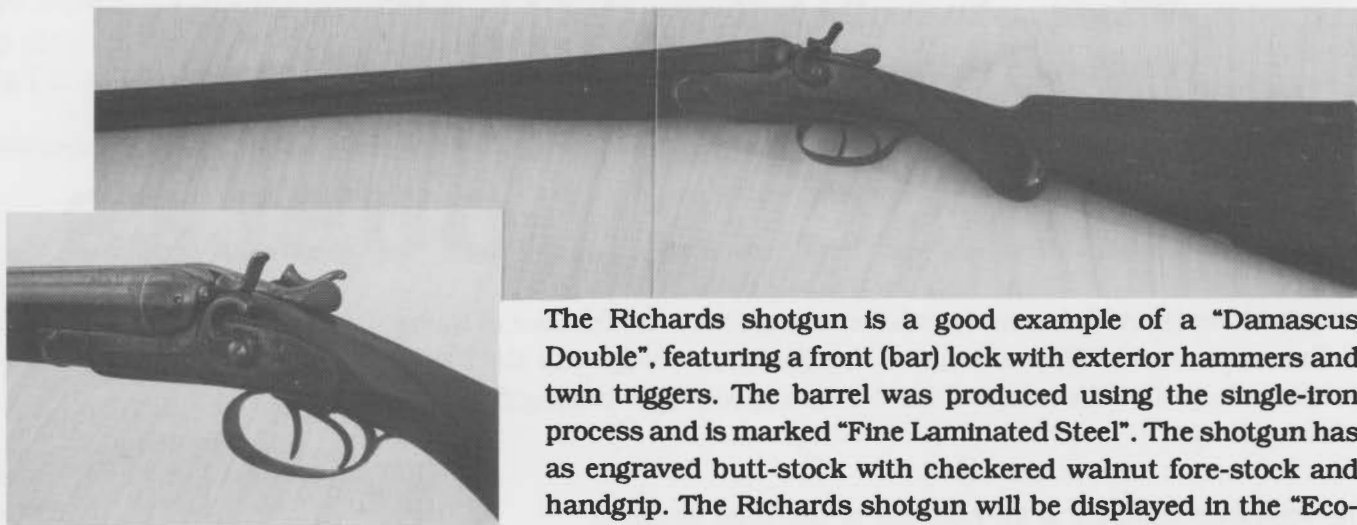 The Richards shotgun is a good example of a "Damascus
Double", featuring a front (bar) lock with exterior hammers and
twin triggers. The barrel was produced using the single-iron
process and is marked "Fine Laminated Steel". The shotgun has
as engraved butt-stock with checkered walnut fore-stock and
handgrip. The Richards shotgun will be displayed in the "Eco-